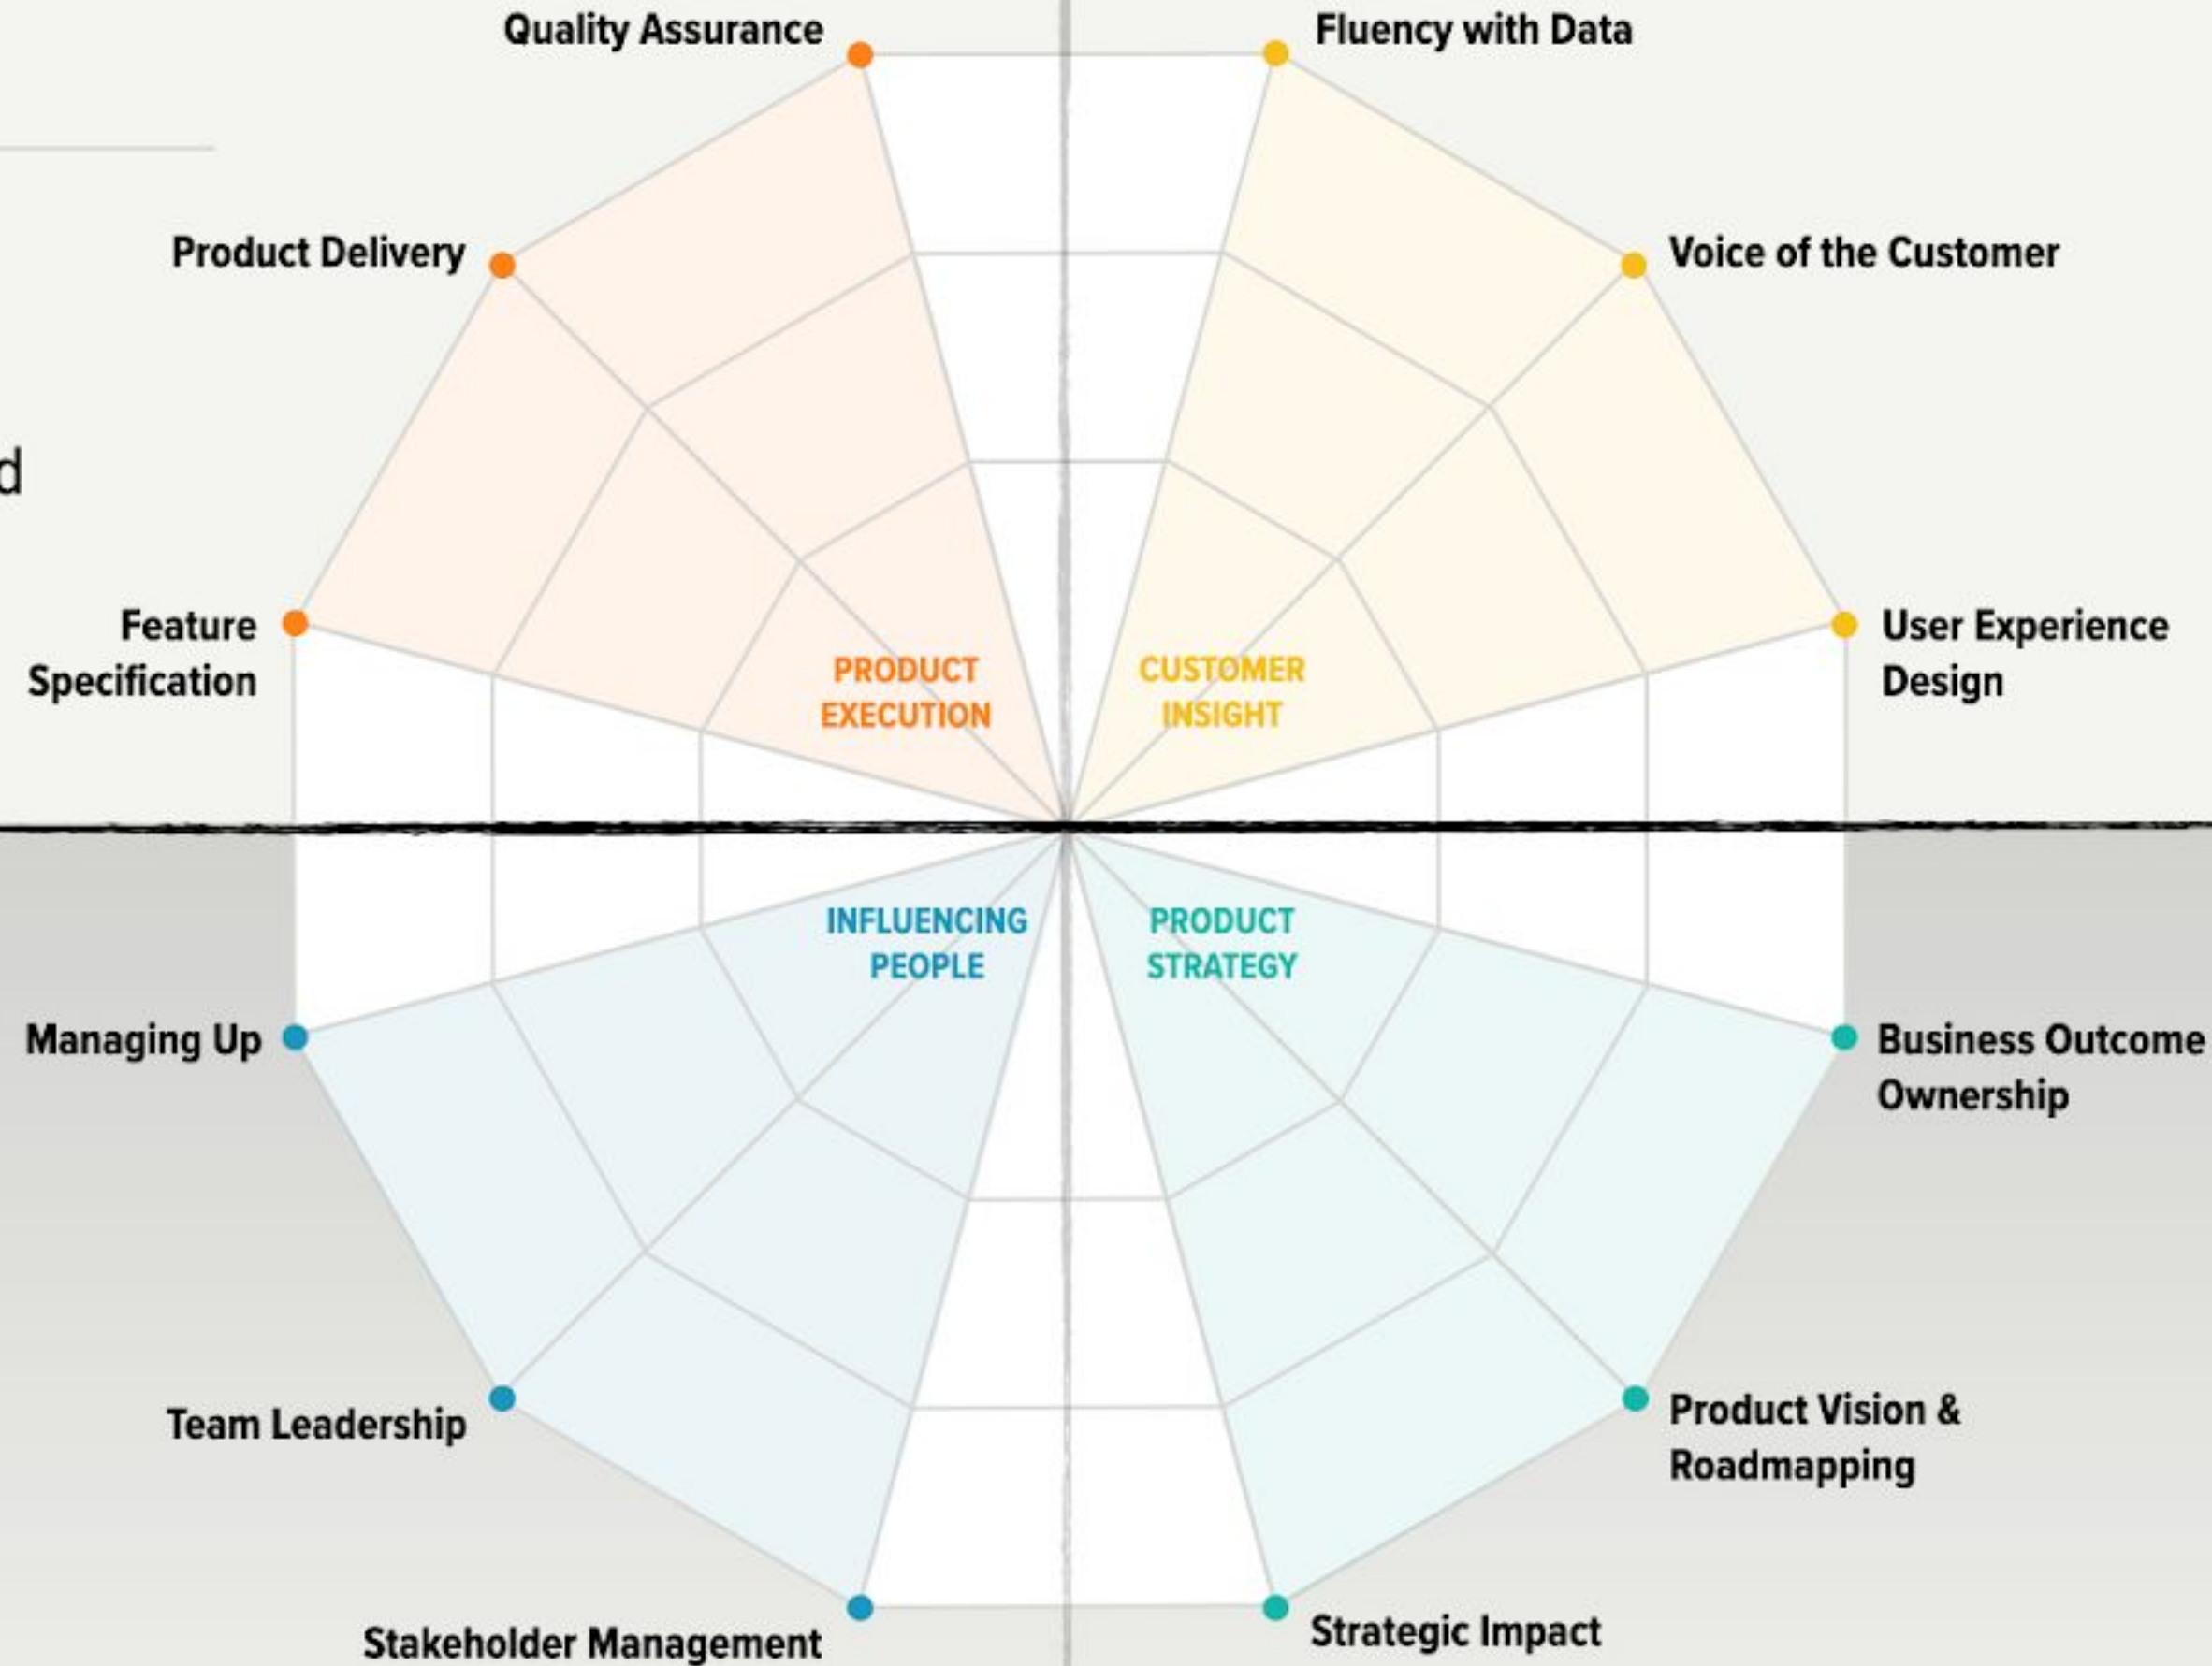 Quality Assurance
Fluency with Data
Product Delivery
Voice of the Customer
d
Feature
Specification
User Experience
Design
PRODUCT
EXECUTION
CUSTOMER
INSIGHT
INFLUENCING
PEOPLE
PRODUCT
STRATEGY
Managing Up
Business Outcome
Ownership
Team Leadership
Product Vision &
Roadmapping
Stakeholder Management
Strategic Impact